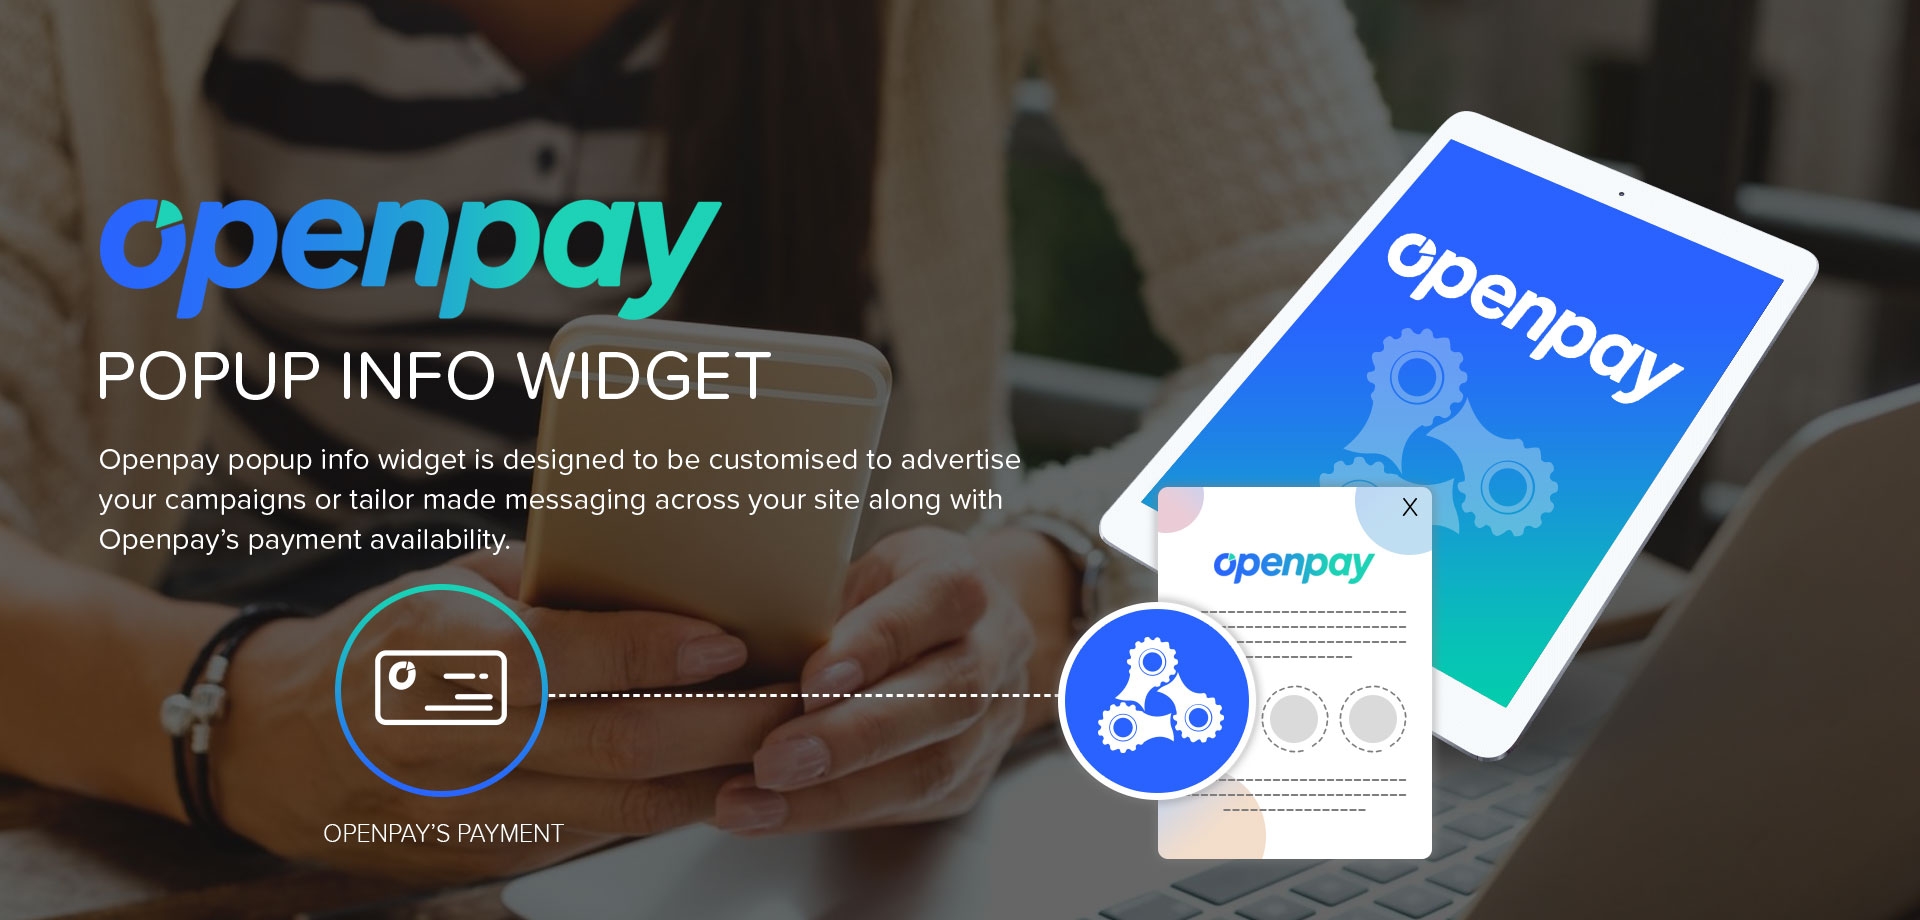 openpay
POPUP INFO WIDGET
Openpay popup info widget is designed to be customised to advertise
your campaigns or tailor made messaging across your site along with
Openpay’s payment availability.
OPENPAY’S PAYMENT
openpay
X
openpay